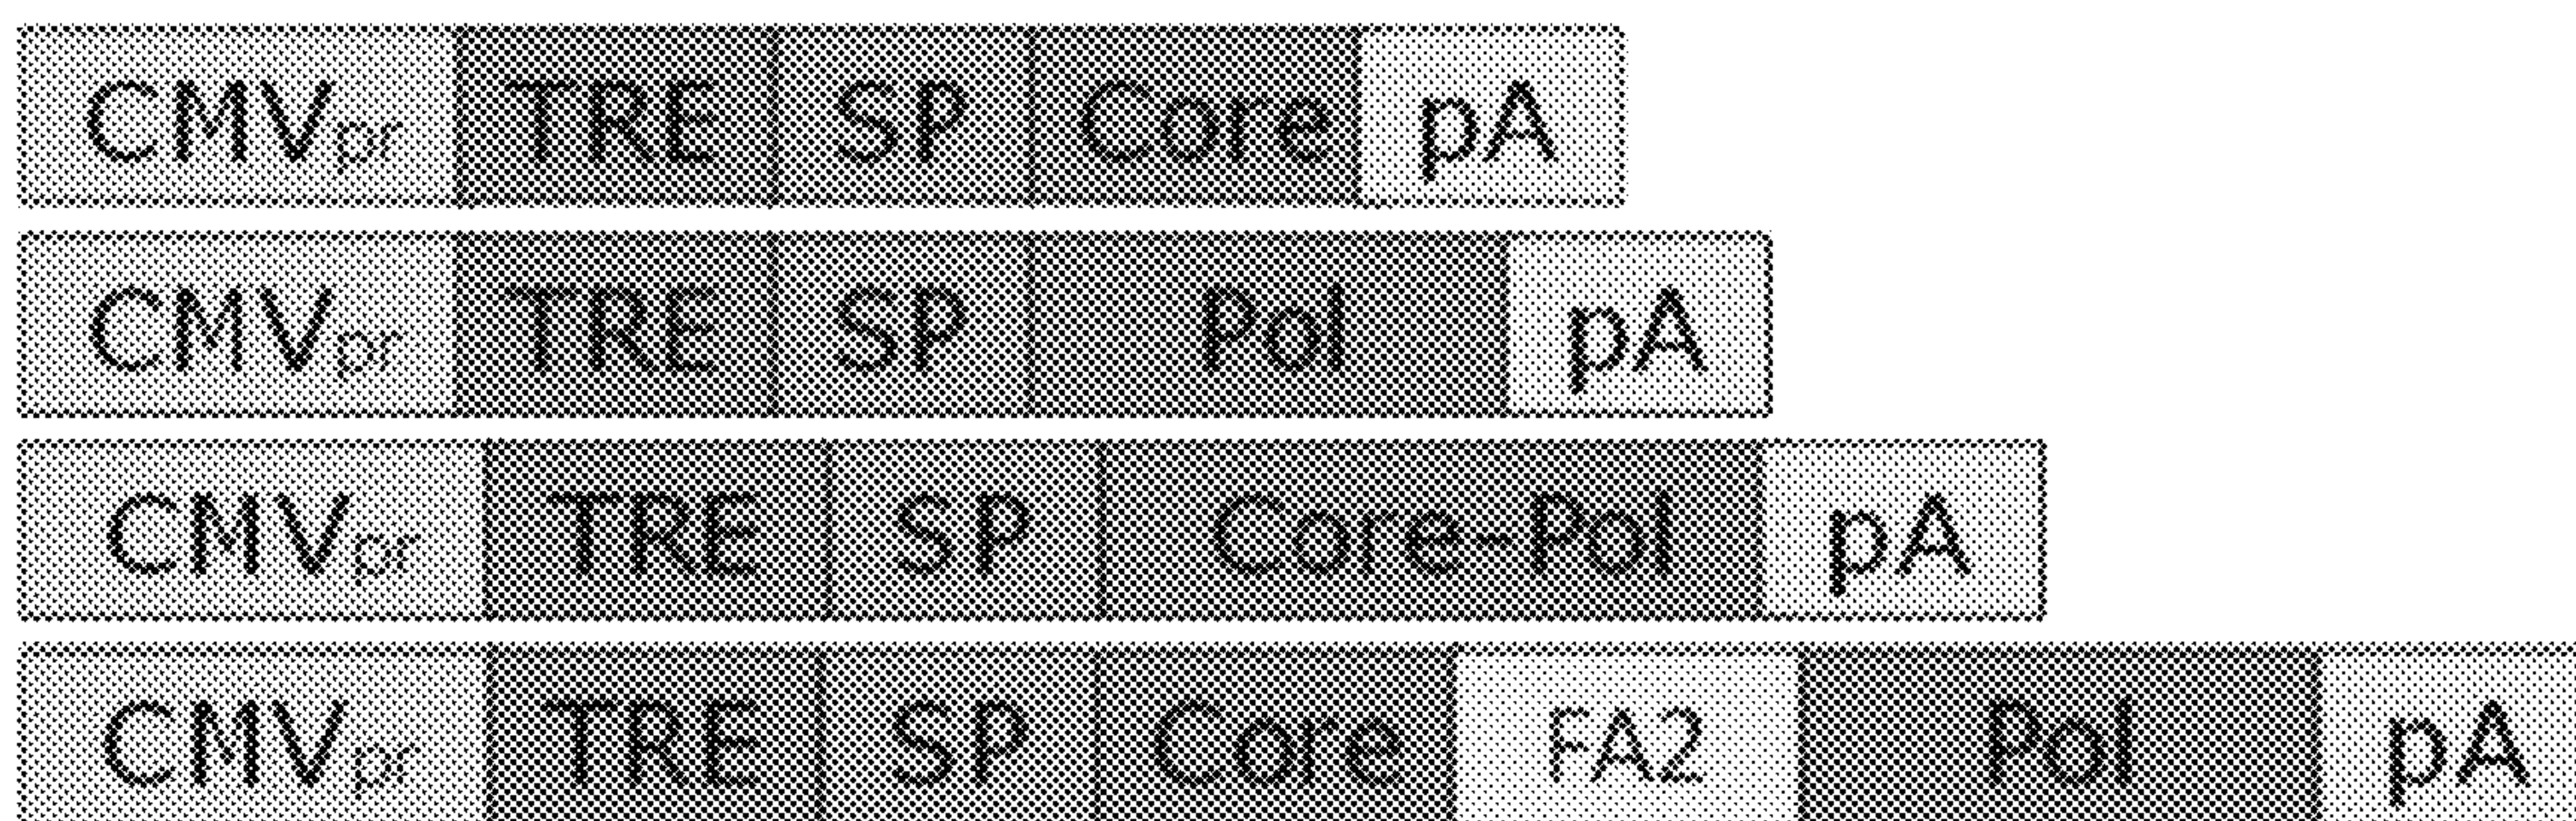 CMVpr TRE SP Core pA
CMVpr TRE SP Pol pA
CMVpr TRE SP Core-Pol pA
CMVpr TRE SP Core FA2 Pol pA